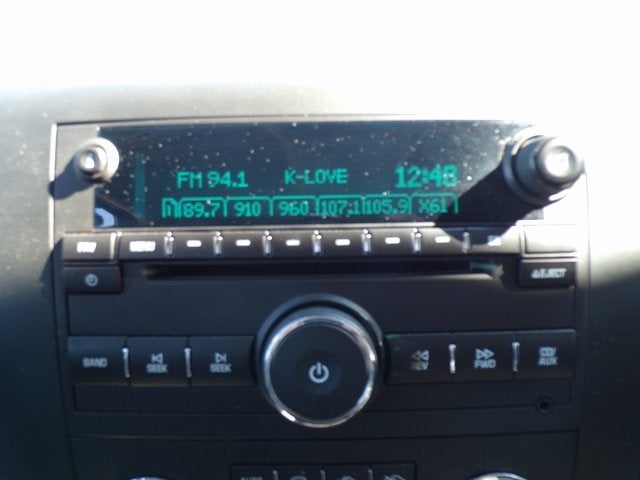 FM 94.1 K-LOVE 12:48
89.7 910 960 107.1 105.9 X61
EJECT
BAND SEEK SEEK REV FWD CD/AUX